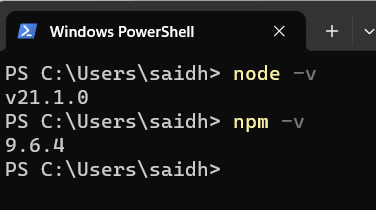 Windows PowerShell
PS C:\Users\saidh> node -v
v21.1.0
PS C:\Users\saidh> npm -v
9.6.4
PS C:\Users\saidh>